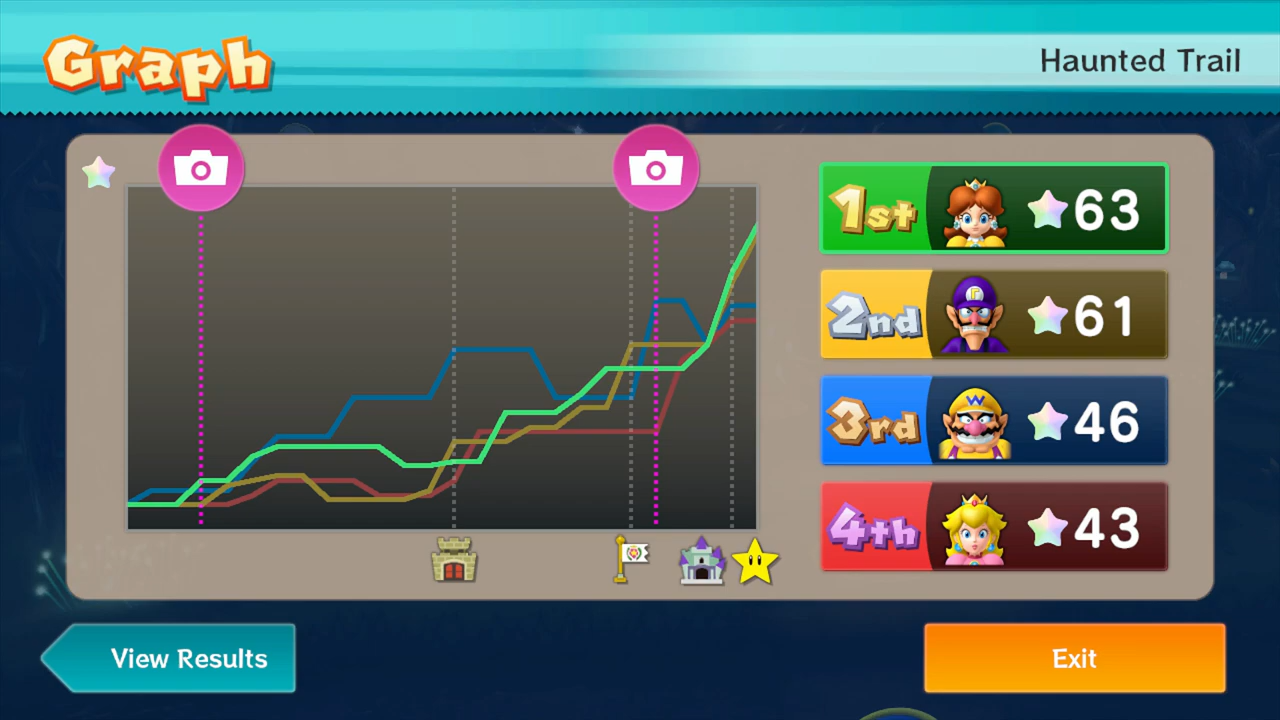 Graph
Haunted Trail
1st 63
2nd 61
3rd 46
4th 43
View Results
Exit